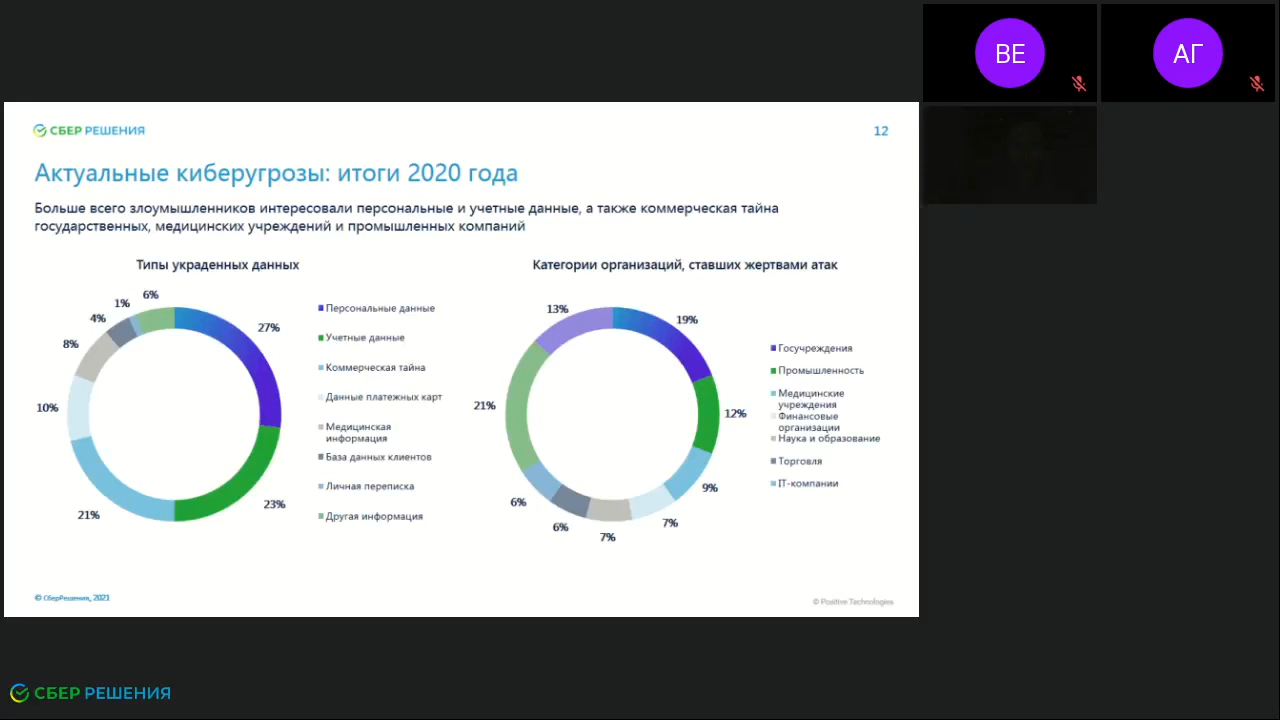 ВЕ
АГ
СБЕР РЕШЕНИЯ
12
Актуальные киберугрозы: итоги 2020 года
Больше всего злоумышленников интересовали персональные и учетные данные, а также коммерческая тайна
государственных, медицинских учреждений и промышленных компаний
Типы украденных данных
6%
1%
4%
8%
10%
21%
23%
27%
Персональные данные
Учетные данные
Коммерческая тайна
Данные платежных карт
Медицинская
информация
База данных клиентов
Личная переписка
Другая информация
Категории организаций, ставших жертвами атак
13%
19%
21%
12%
6%
9%
6%
7%
7%
Госучреждения
Промышленность
Медицинские
учреждения
Финансовые
организации
Наука и образование
Торговля
IT-компании
© СберРешения, 2021
© Positive Technologies
СБЕР РЕШЕНИЯ